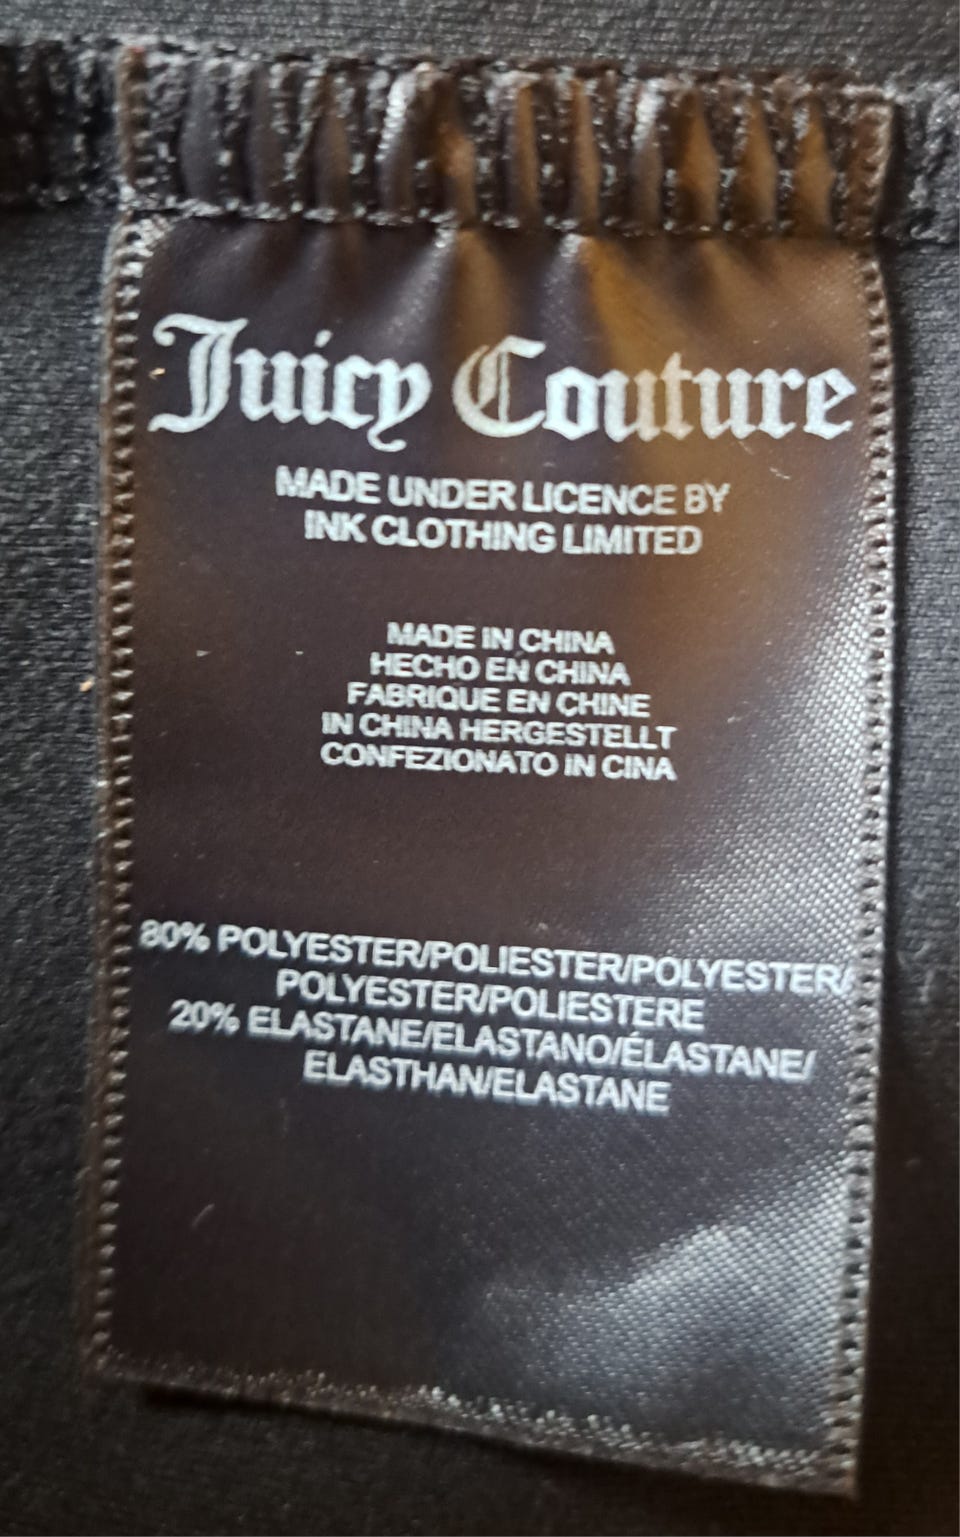 Juicy Couture
MADE UNDER LICENCE BY
INK CLOTHING LIMITED
MADE IN CHINA
HECHO EN CHINA
FABRIQUE EN CHINE
IN CHINA HERGESTELLT
CONFEZIONATO IN CINA
80% POLYESTER/POLIESTER/POLYESTER/
POLYESTER/POLIESTERE
20% ELASTANE/ELASTANO/ÉLASTANE/
ELASTHAN/ELASTANE